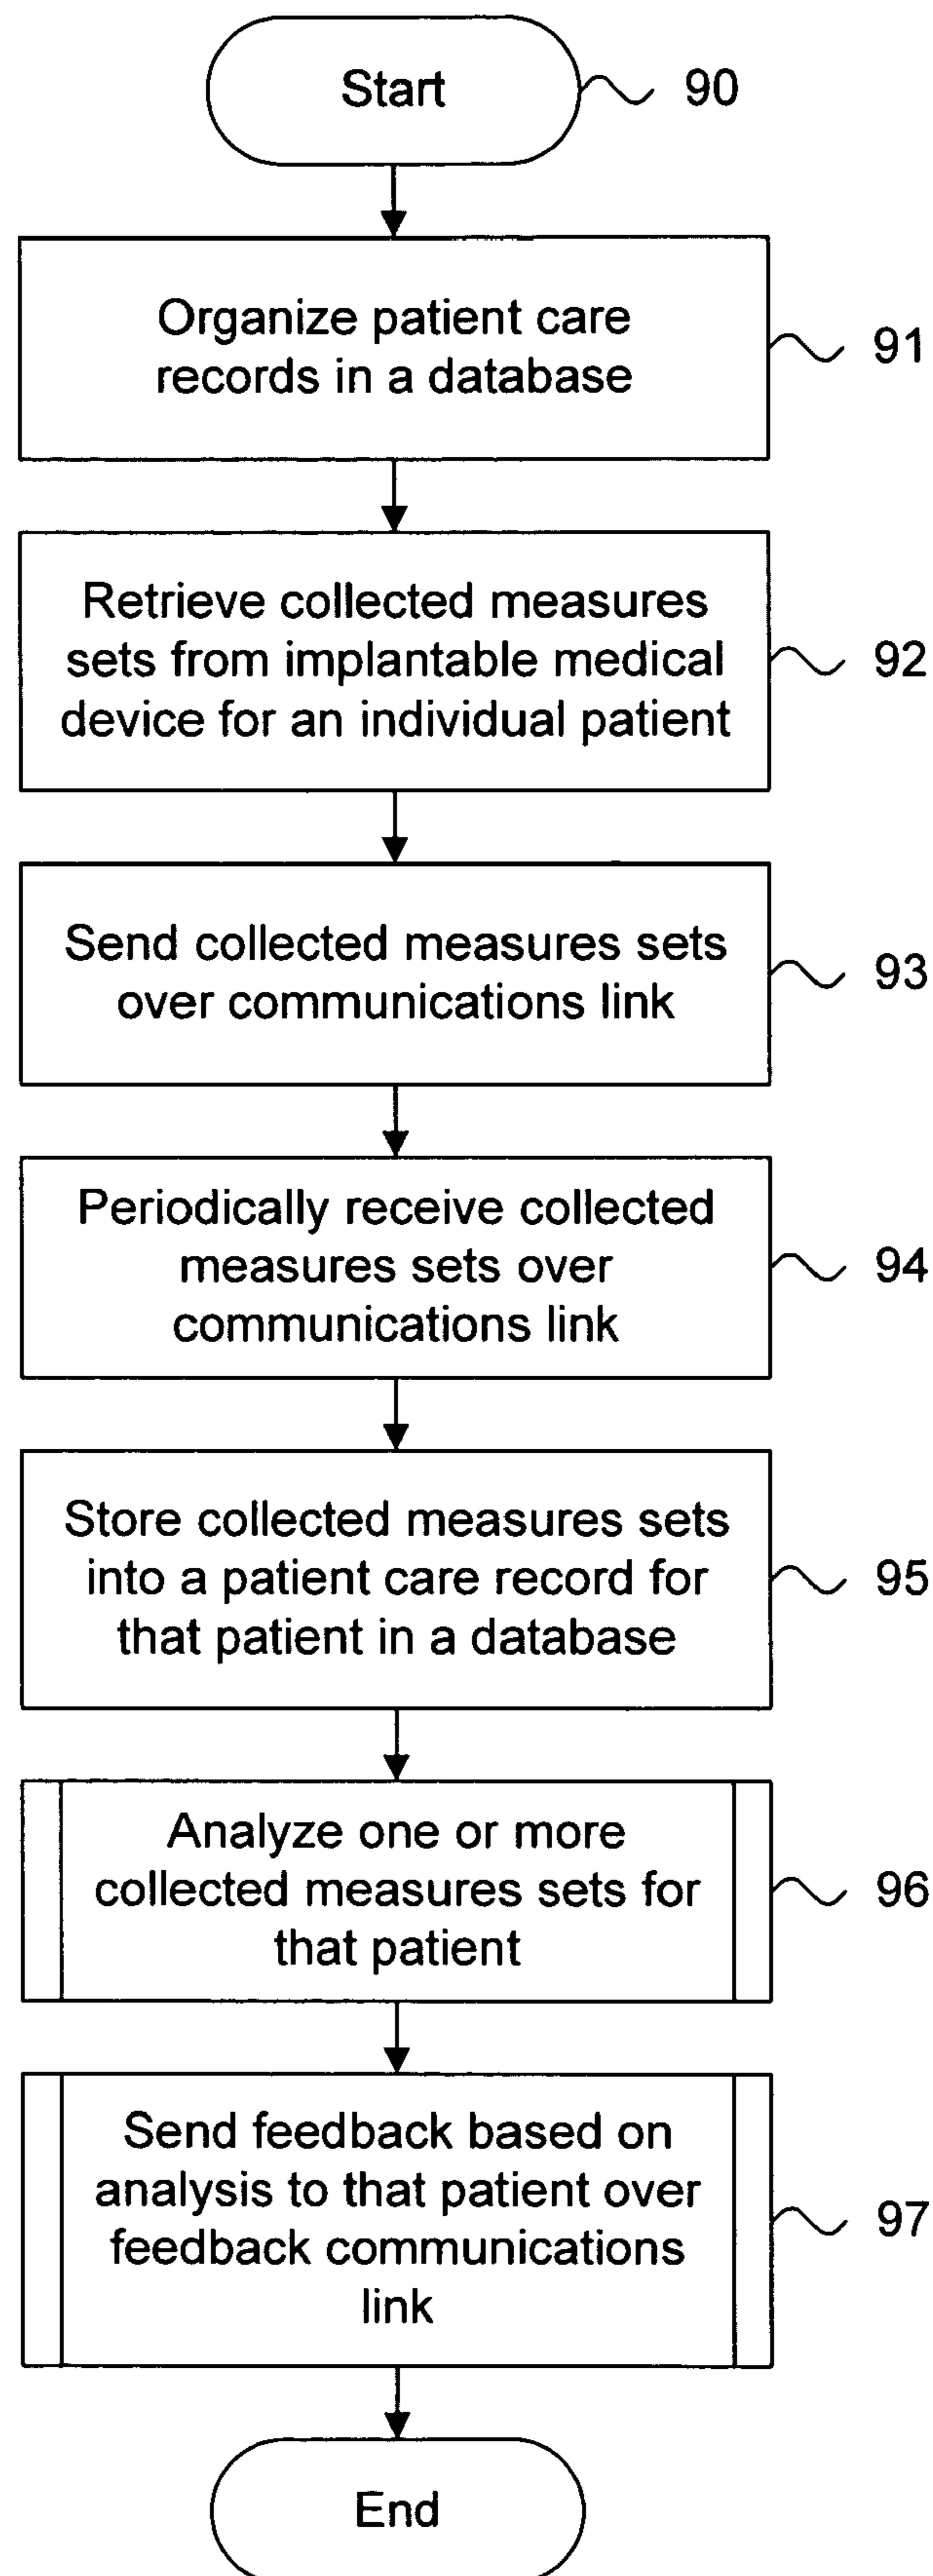 Start
90
Organize patient care
records in a database
91
Retrieve collected measures
sets from implantable medical
device for an individual patient
92
Send collected measures sets
over communications link
93
Periodically receive collected
measures sets over
communications link
94
Store collected measures sets
into a patient care record for
that patient in a database
95
Analyze one or more
collected measures sets for
that patient
96
Send feedback based on
analysis to that patient over
feedback communications
link
97
End